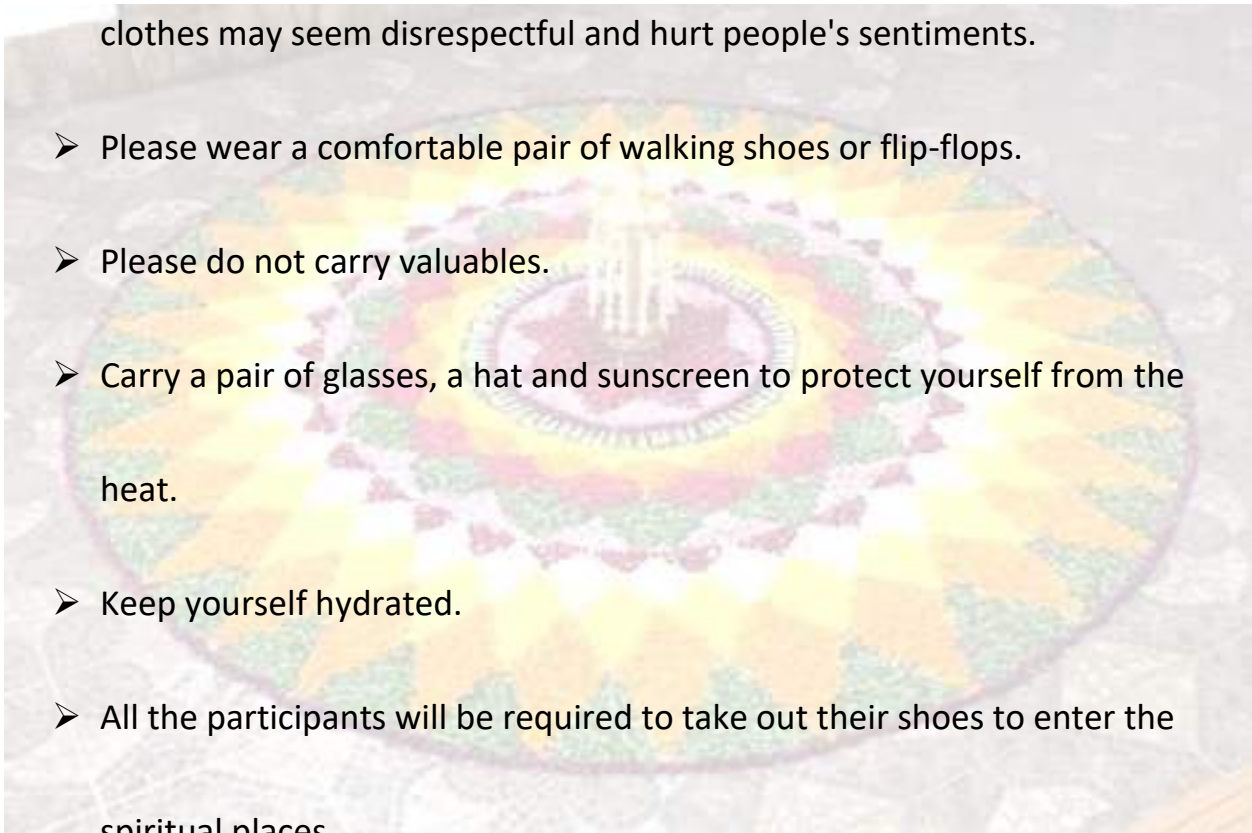 clothes may seem disrespectful and hurt people's sentiments.
➢ Please wear a comfortable pair of walking shoes or flip-flops.
➢ Please do not carry valuables.
➢ Carry a pair of glasses, a hat and sunscreen to protect yourself from the
heat.
➢ Keep yourself hydrated.
➢ All the participants will be required to take out their shoes to enter the
spiritual places